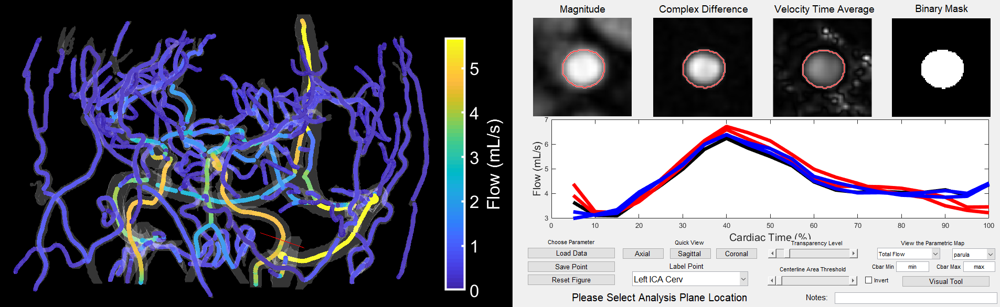 5
4
3
2
1
0
Flow (mL/s)
Magnitude
Complex Difference
Velocity Time Average
Binary Mask
7
6
5
4
3
Flow (mL/s)
0 10 20 30 40 50 60 70 80 90 100
Cardiac Time (%)
Choose Parameter
Load Data
Save Point
Reset Figure
Quick View
Axial
Sagittal
Coronal
Label Point
Left ICA Cerv
Transparency Level
Centerline Area Threshold
View the Parametric Map
Total Flow
parula
Cbar Min
min
Cbar Max
max
Invert
Visual Tool
Please Select Analysis Plane Location
Notes: